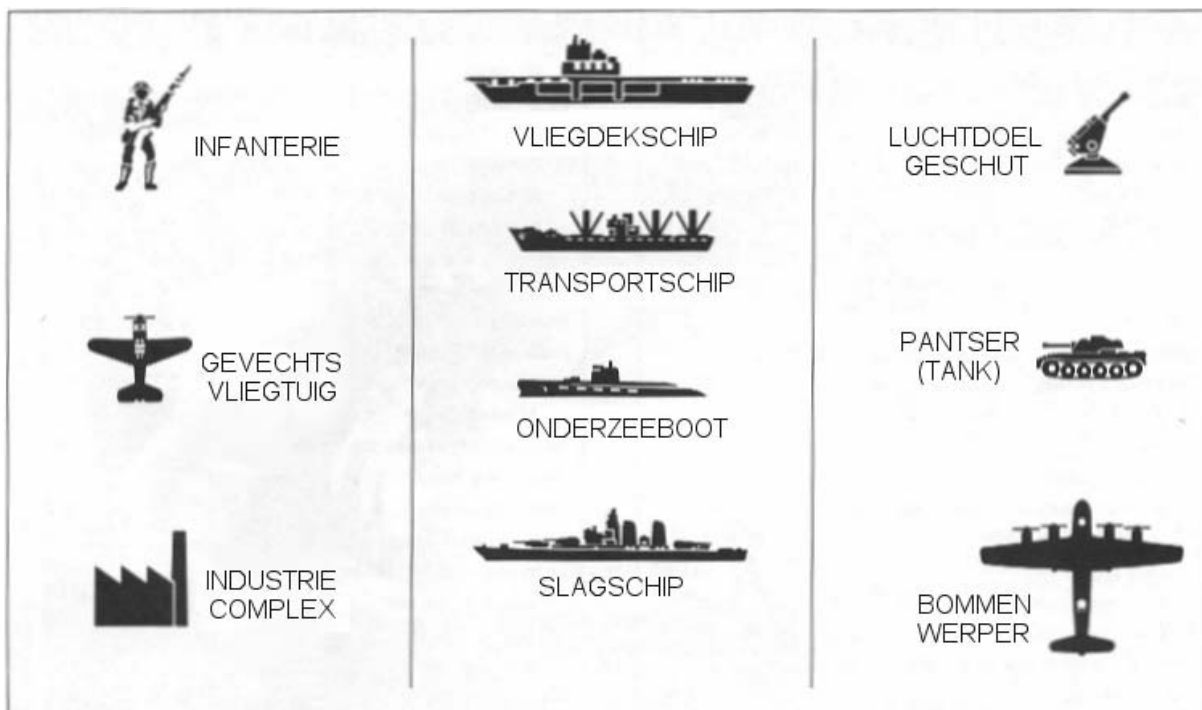 INFANTERIE
GEVECHTS
VLIEGTUIG
INDUSTRIE
COMPLEX
VLIEGDEKSCHIP
TRANSPORTSCHIP
ONDERZEEBOOT
SLAGSCHIP
LUCHTDOEL
GESCHUT
PANTSER
(TANK)
BOMMEN
WERPER